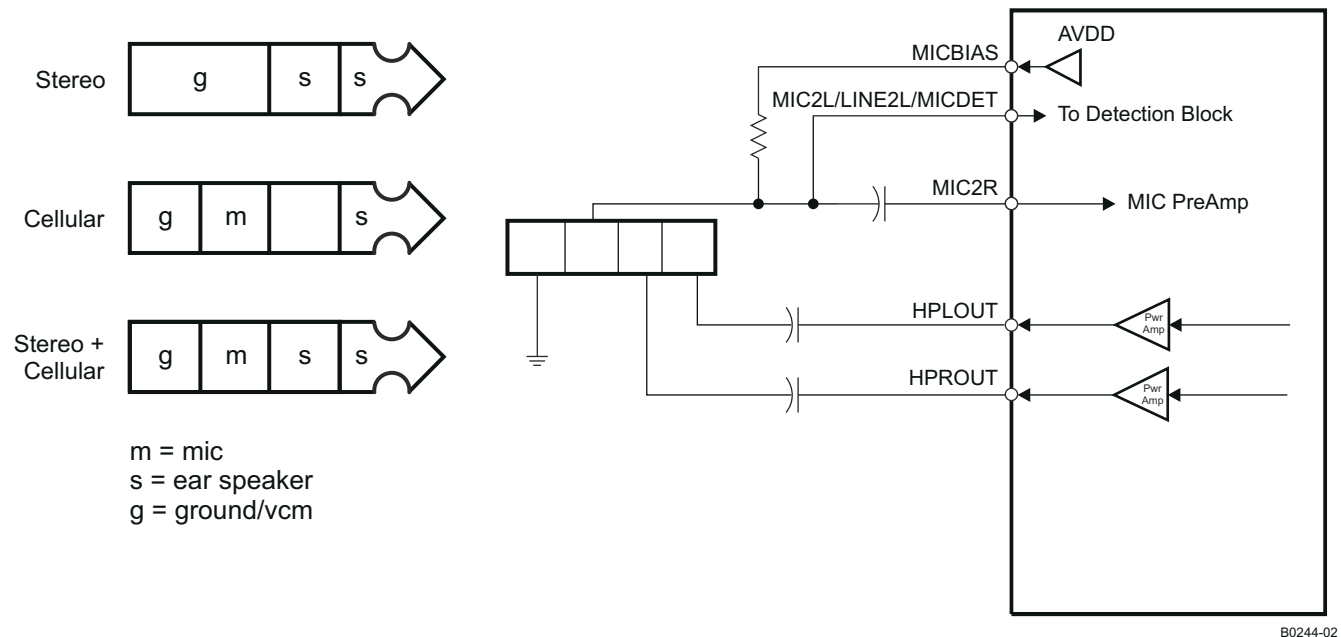 Stereo
g s s
Cellular
g m s
Stereo +
Cellular
g m s s
m = mic
s = ear speaker
g = ground/vcm
MICBIAS
AVDD
MIC2L/LINE2L/MICDET
To Detection Block
MIC2R
MIC PreAmp
HPLOUT
Pwr
Amp
HPROUT
Pwr
Amp
B0244-02